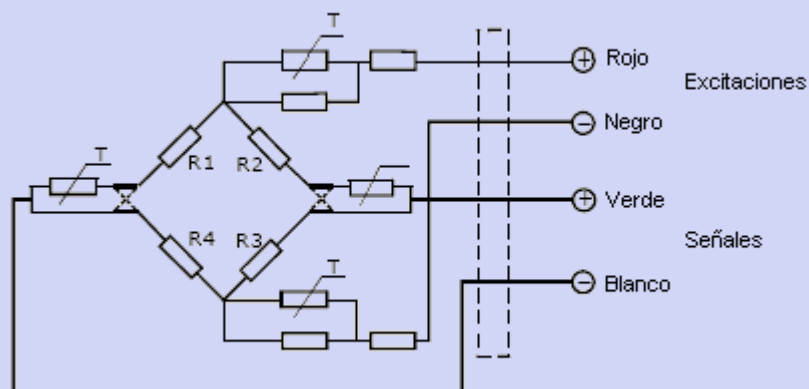 T
Rojo
Excitaciones
Negro
T
R1
R2
Verde
Señales
R4
R3
T
Blanco